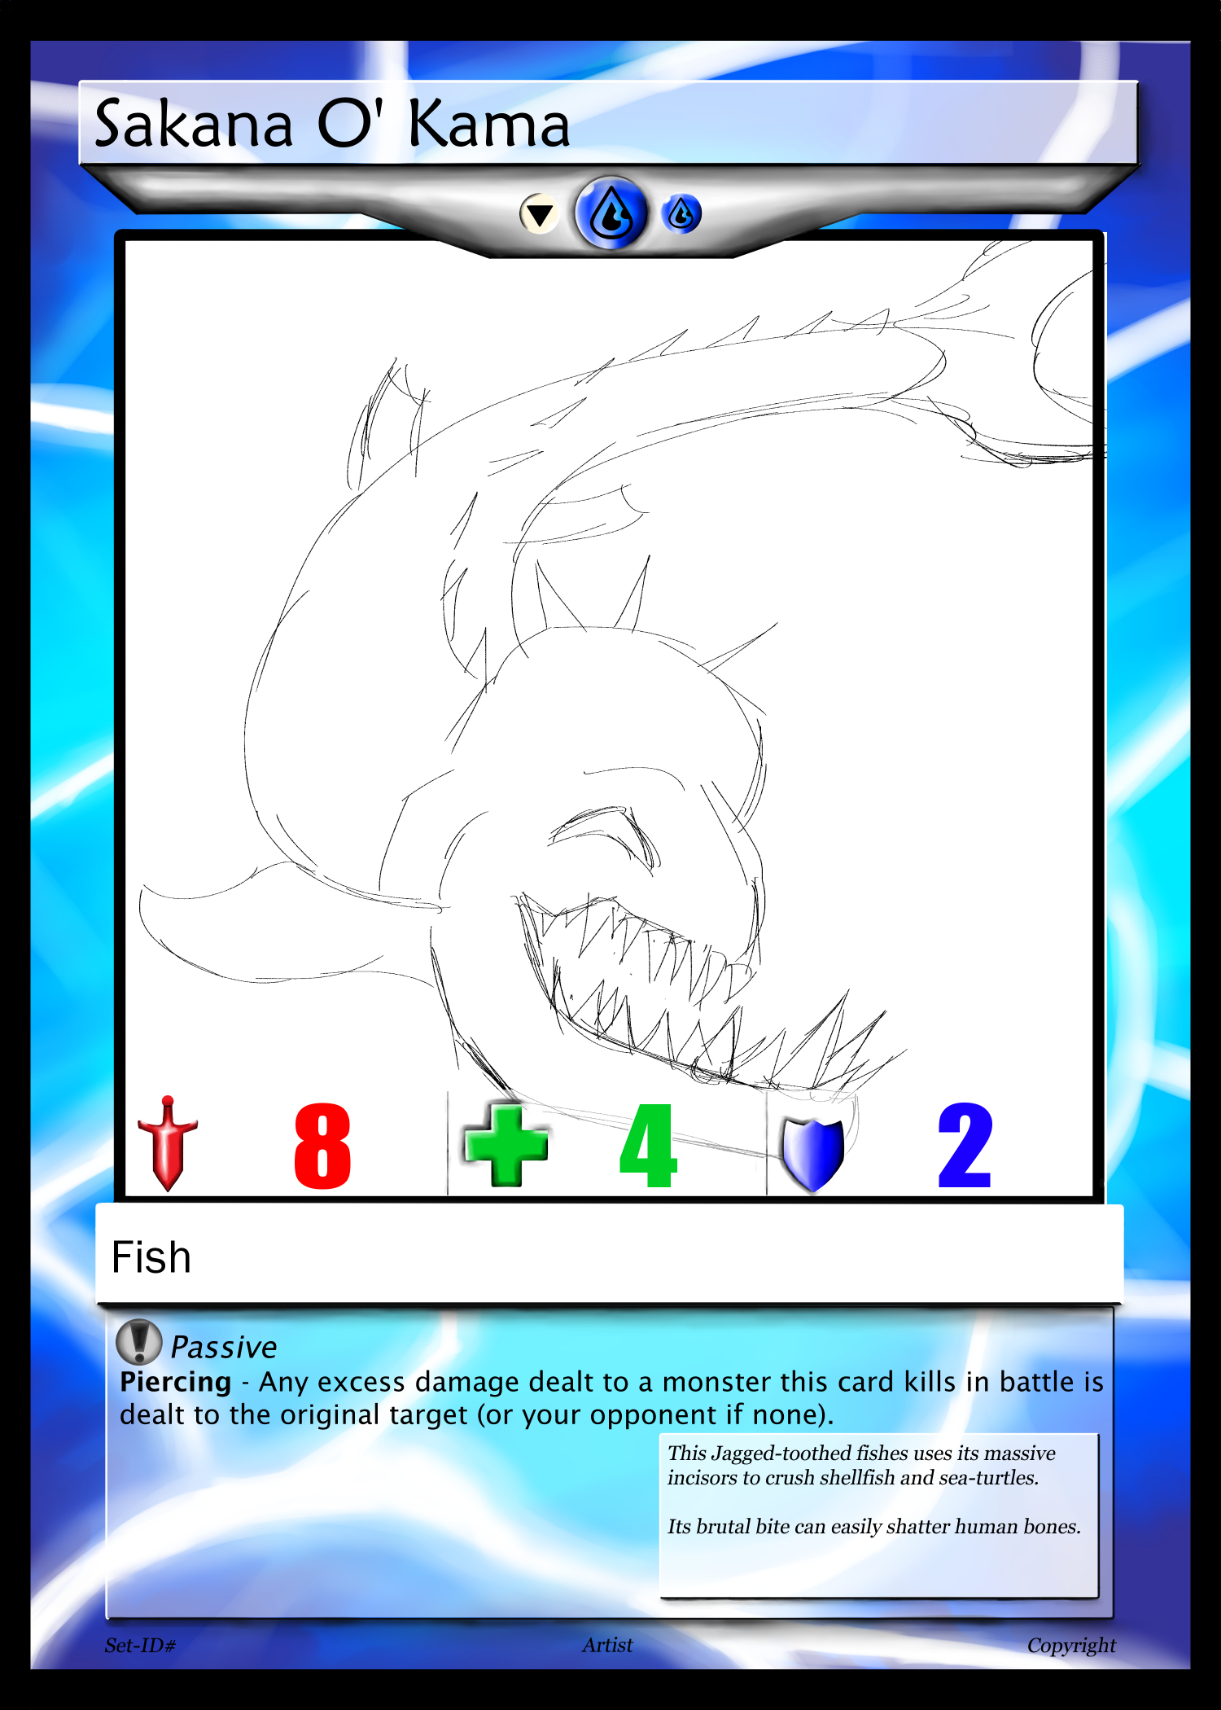 Sakana O' Kama
8 4 2
Fish
Passive
Piercing - Any excess damage dealt to a monster this card kills in battle is
dealt to the original target (or your opponent if none).
This Jagged-toothed fishes uses its massive
incisors to crush shellfish and sea-turtles.
Its brutal bite can easily shatter human bones.
Set-ID# Artist Copyright